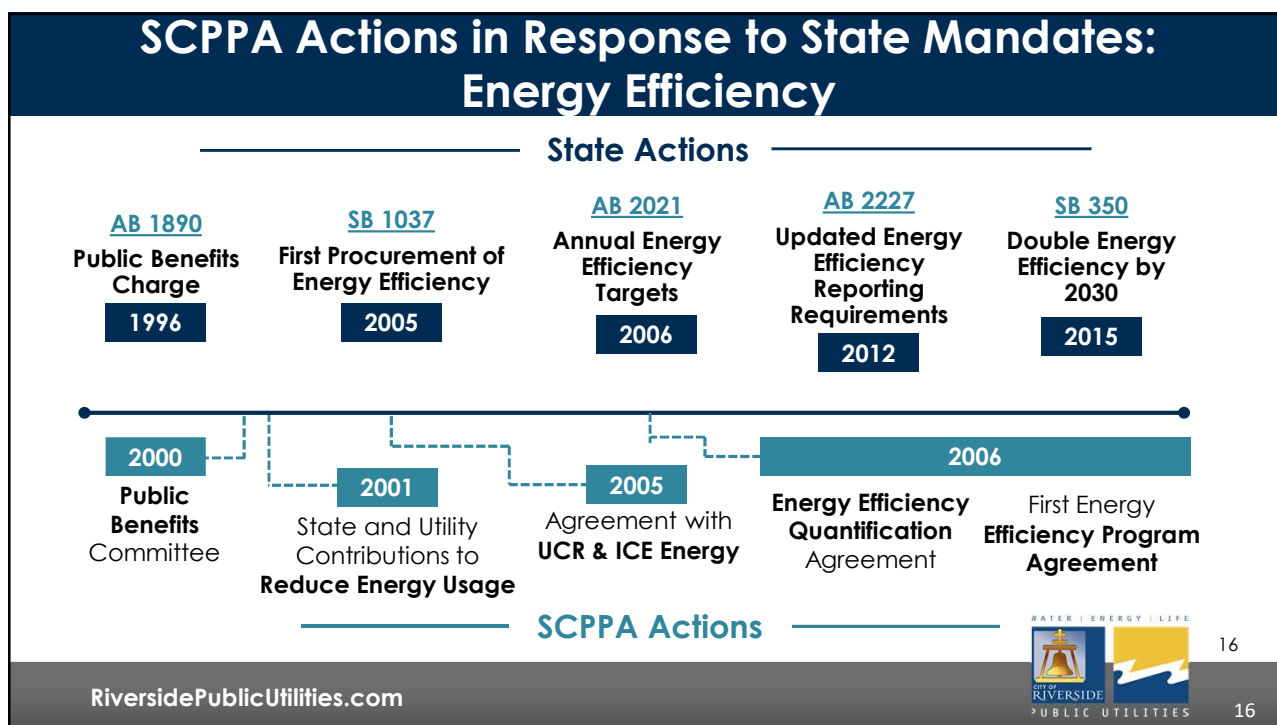 SCPPA Actions in Response to State Mandates:
Energy Efficiency
State Actions
AB 1890
Public Benefits
Charge
1996
SB 1037
First Procurement of
Energy Efficiency
2005
AB 2021
Annual Energy
Efficiency
Targets
2006
AB 2227
Updated Energy
Efficiency
Reporting
Requirements
2012
SB 350
Double Energy
Efficiency by
2030
2015
2000
Public
Benefits
Committee
2001
State and Utility
Contributions to
Reduce Energy Usage
2005
Agreement with
UCR & ICE Energy
2006
Energy Efficiency
Quantification
Agreement
First Energy
Efficiency Program
Agreement
SCPPA Actions
WATER | ENERGY | LIFE
CITY OF
RIVERSIDE
PUBLIC UTILITIES
16
RiversidePublicUtilities.com
16